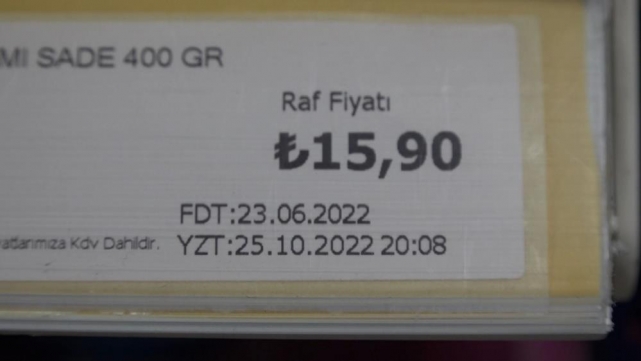 MI SADE 400 GR
Raf Fiyatı
₺15,90
FDT:23.06.2022
Kdv Dahildir. YZT:25.10.2022 20:08